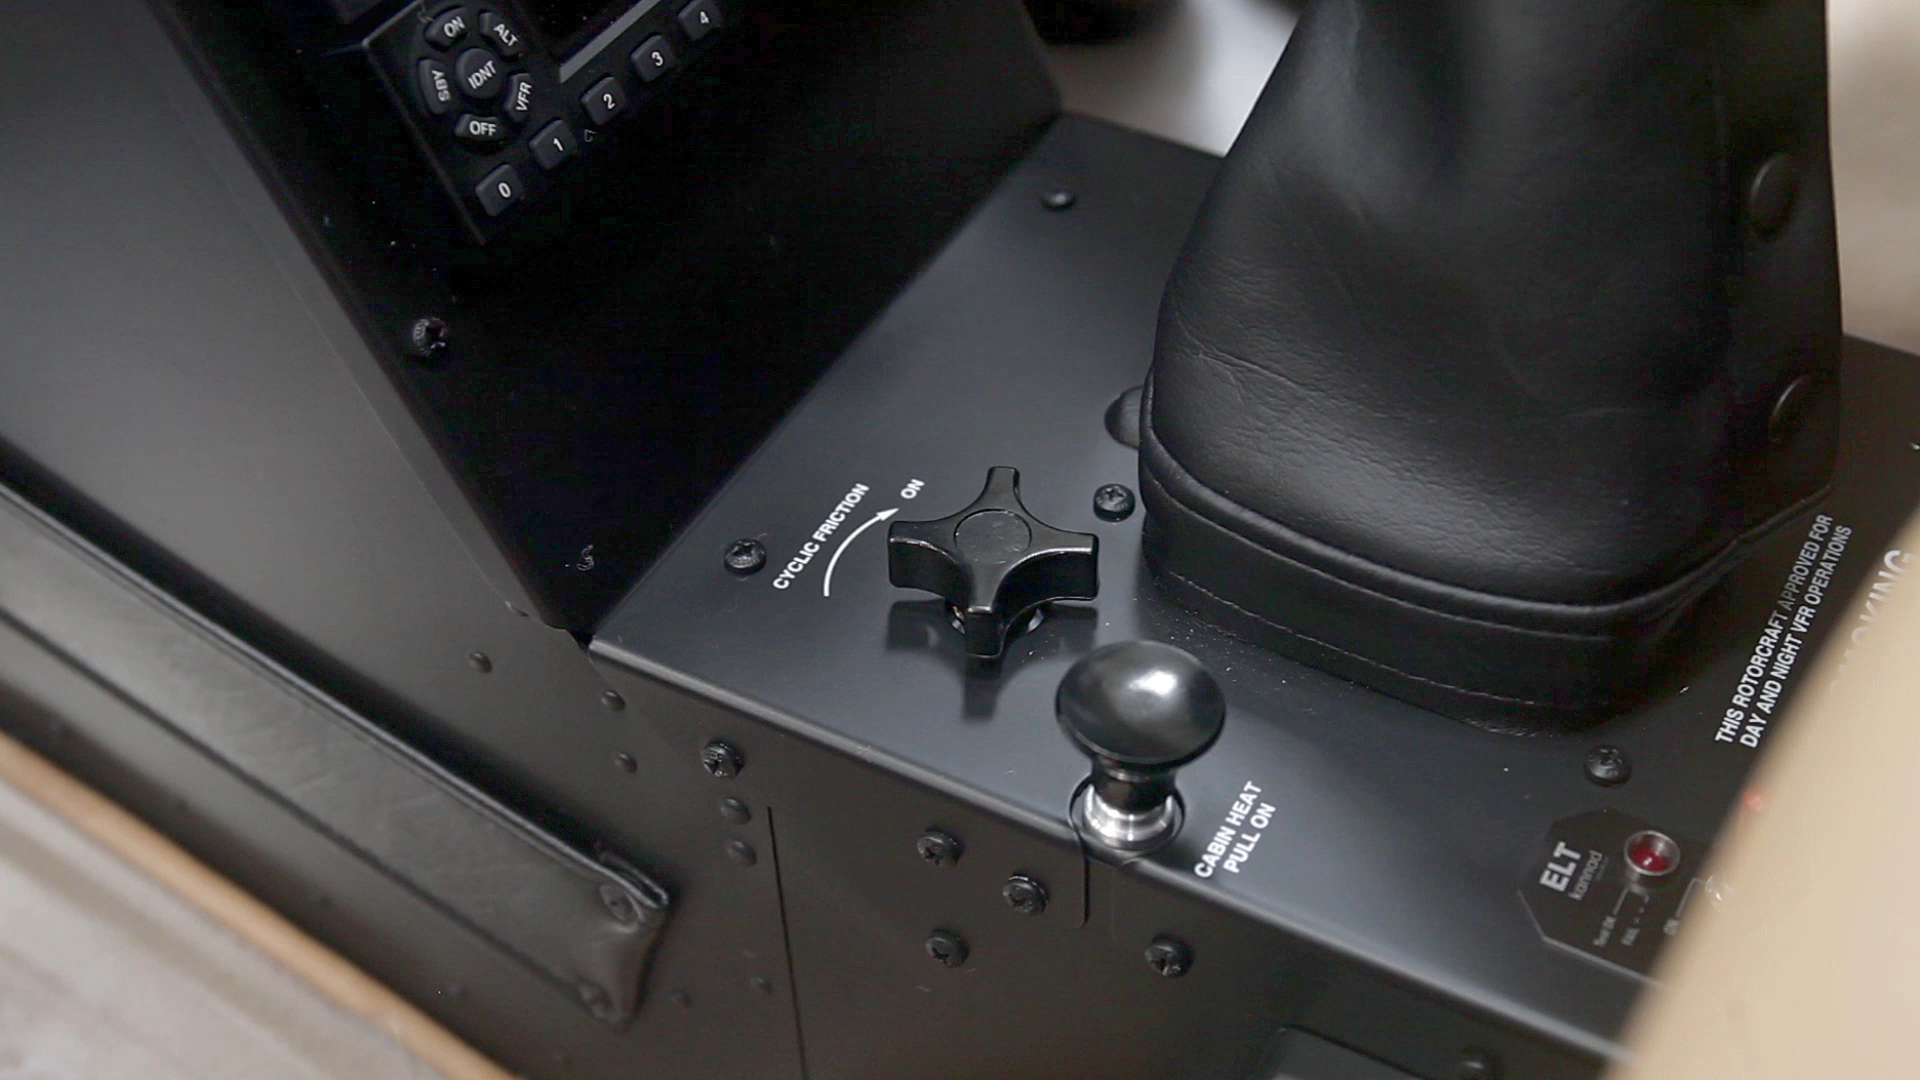 ON
ALT
IDNT
SBY
VFR
OFF
4
3
2
1
0
CYCLIC FRICTION
ON
CABIN HEAT
PULL ON
THIS ROTORCRAFT APPROVED FOR
DAY AND NIGHT VFR OPERATIONS
ELT
kannad
ON